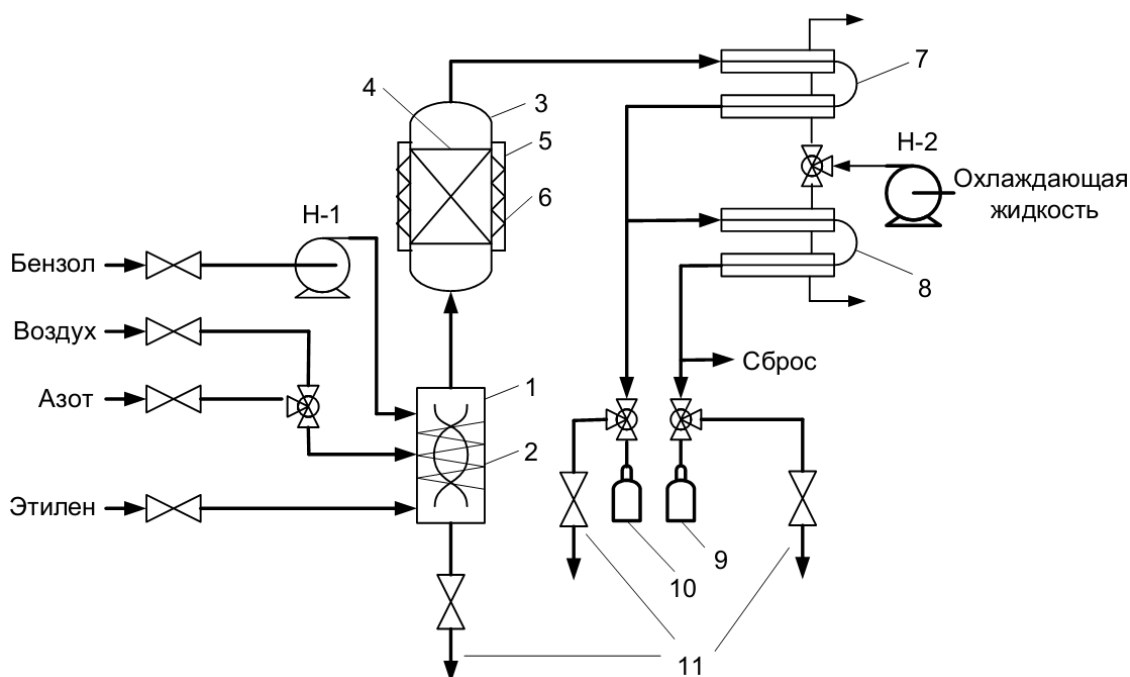 7
4
3
5
Н-2
Охлаждающая
жидкость
6
Н-1
Бензол
8
Воздух
Сброс
Азот
1
2
Этилен
9
10
11